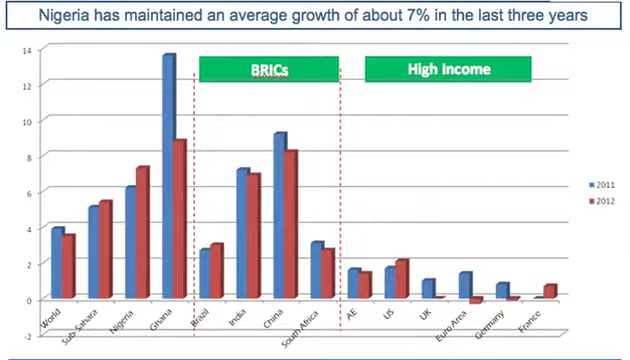 Nigeria has maintained an average growth of about 7% in the last three years
14
12
10
8
6
4
2
0
-2
BRICs
High Income
2011
2012
World
Sub-Sahara
Nigeria
Ghana
Brazil
India
China
South Africa
AE
US
UK
Euro Area
Germany
France